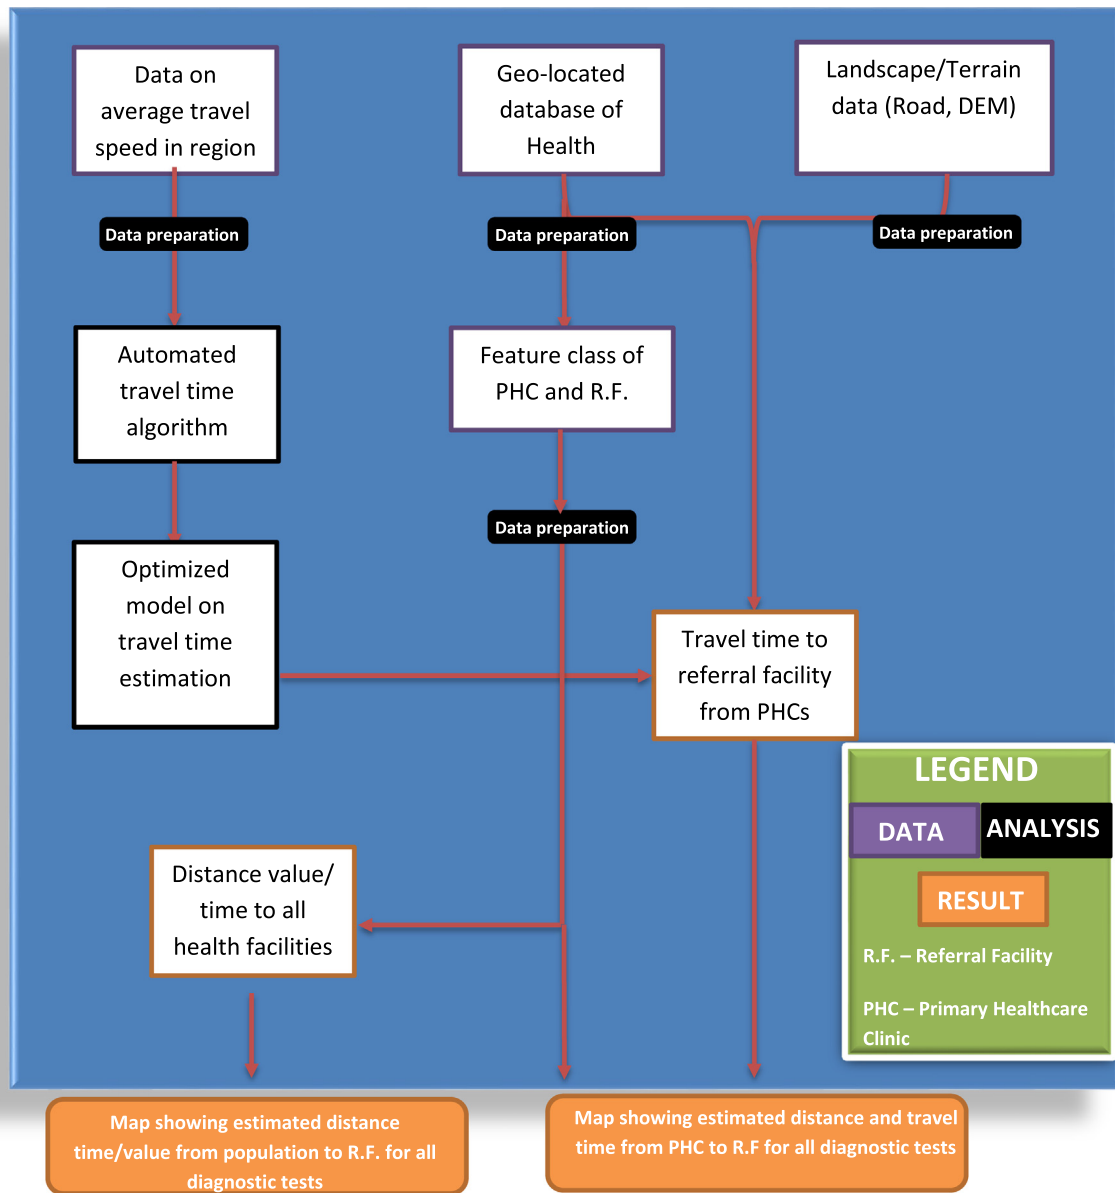 Data on
average travel
speed in region
Geo-located
database of
Health
Landscape/Terrain
data (Road, DEM)
Data preparation
Data preparation
Data preparation
Automated
travel time
algorithm
Feature class of
PHC and R.F.
Data preparation
Optimized
model on
travel time
estimation
Travel time to
referral facility
from PHCs
Distance value/
time to all
health facilities
LEGEND
DATA
ANALYSIS
RESULT
R.F. – Referral Facility
PHC – Primary Healthcare
Clinic
Map showing estimated distance
time/value from population to R.F. for all
diagnostic tests
Map showing estimated distance and travel
time from PHC to R.F for all diagnostic tests